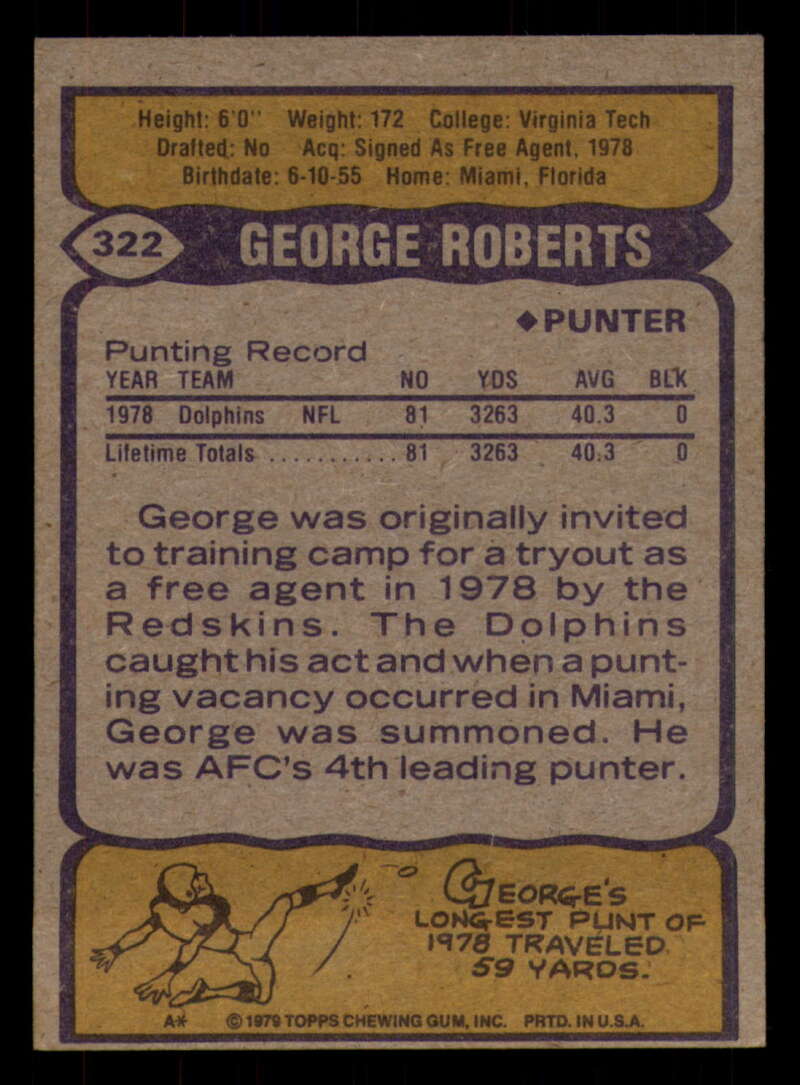 Height: 6'0" Weight: 172 College: Virginia Tech
Drafted: No Acq: Signed As Free Agent, 1978
Birthdate: 6-10-55 Home: Miami, Florida
322 GEORGE ROBERTS
♦PUNTER
Punting Record
YEAR TEAM NO YDS AVG BLK
1978 Dolphins NFL 81 3263 40.3 0
Lifetime Totals ........... 81 3263 40.3 0
George was originally invited
to training camp for a tryout as
a free agent in 1978 by the
Redskins. The Dolphins
caught his act and when a punt-
ing vacancy occurred in Miami,
George was summoned. He
was AFC's 4th leading punter.
GEORGE'S
LONGEST PUNT OF
1978 TRAVELED
59 YARDS.
A* © 1979 TOPPS CHEWING GUM, INC. PRTD. IN U.S.A.